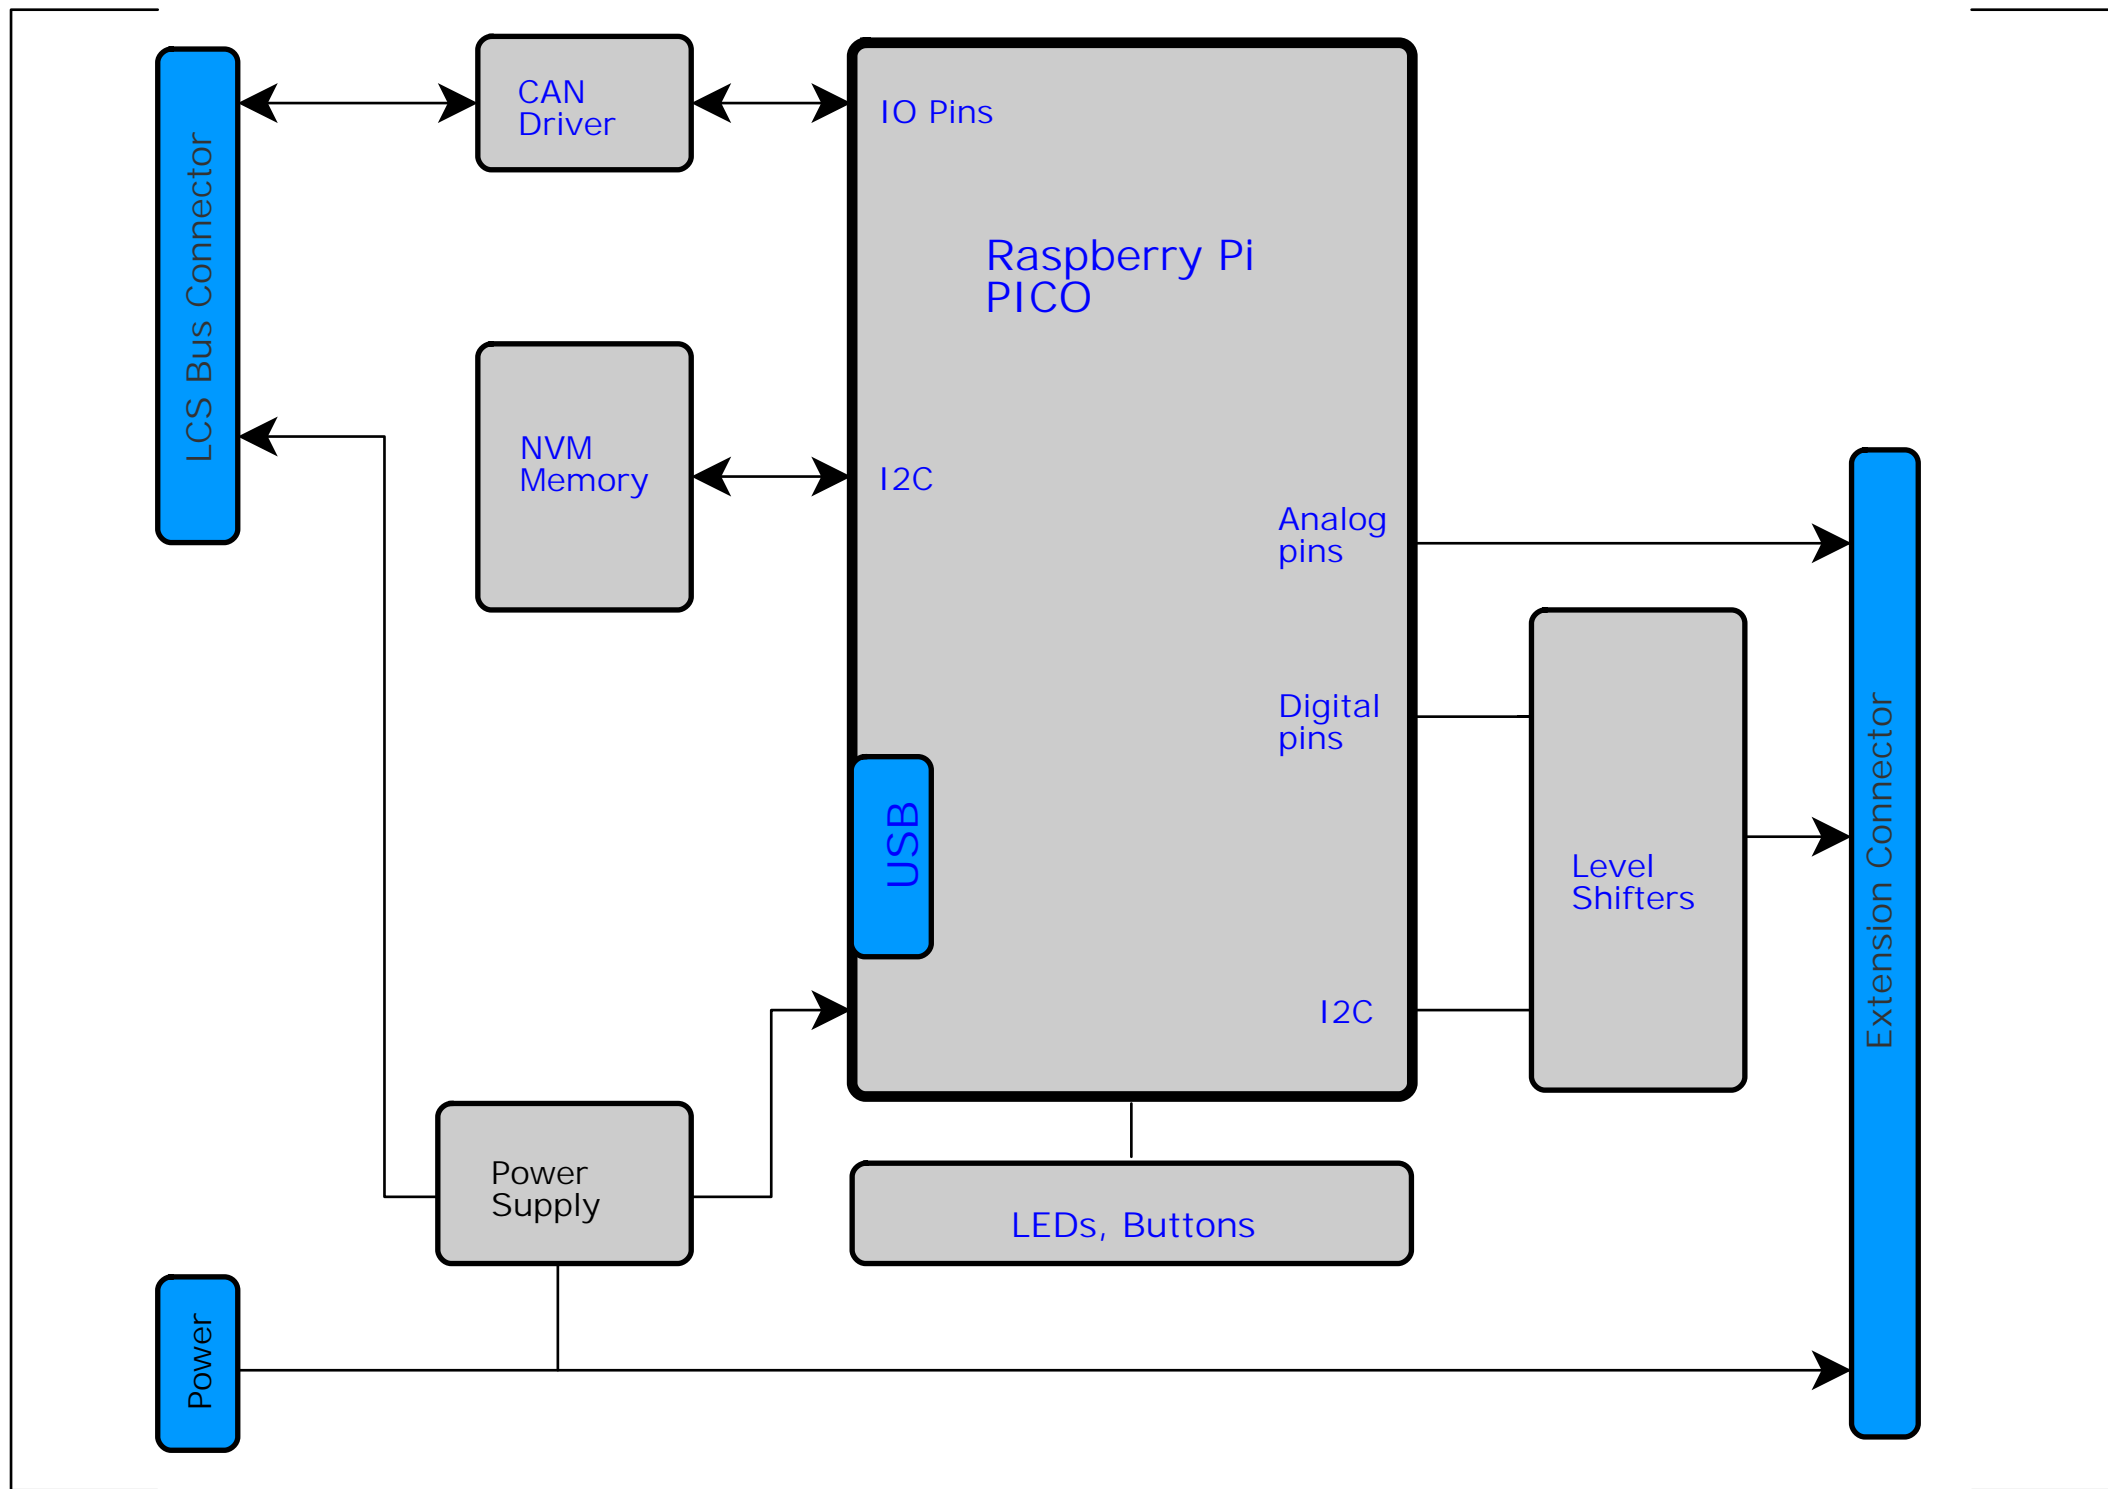 CAN
Driver
IO Pins
LCS Bus Connector
Raspberry Pi
PICO
NVM
Memory
I2C
Analog
pins
Digital
pins
USB
Level
Shifters
Extension Connector
I2C
Power
Supply
LEDs, Buttons
Power